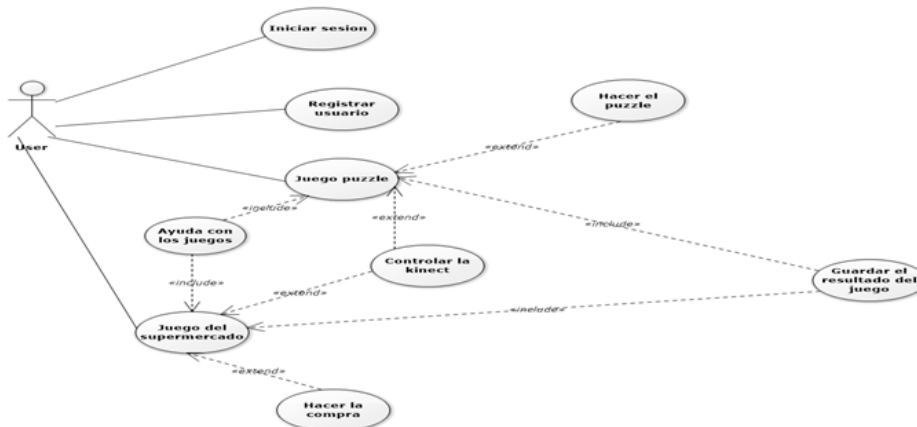 Iniciar sesion
Registrar
usuario
Hacer el
puzzle
User
«extend»
Juego puzzle
«include»
«extend»
«include»
Ayuda con
los juegos
Controlar la
kinect
«include»
«extend»
Guardar el
resultado del
juego
«include»
Juego del
supermercado
«extend»
Hacer la
compra